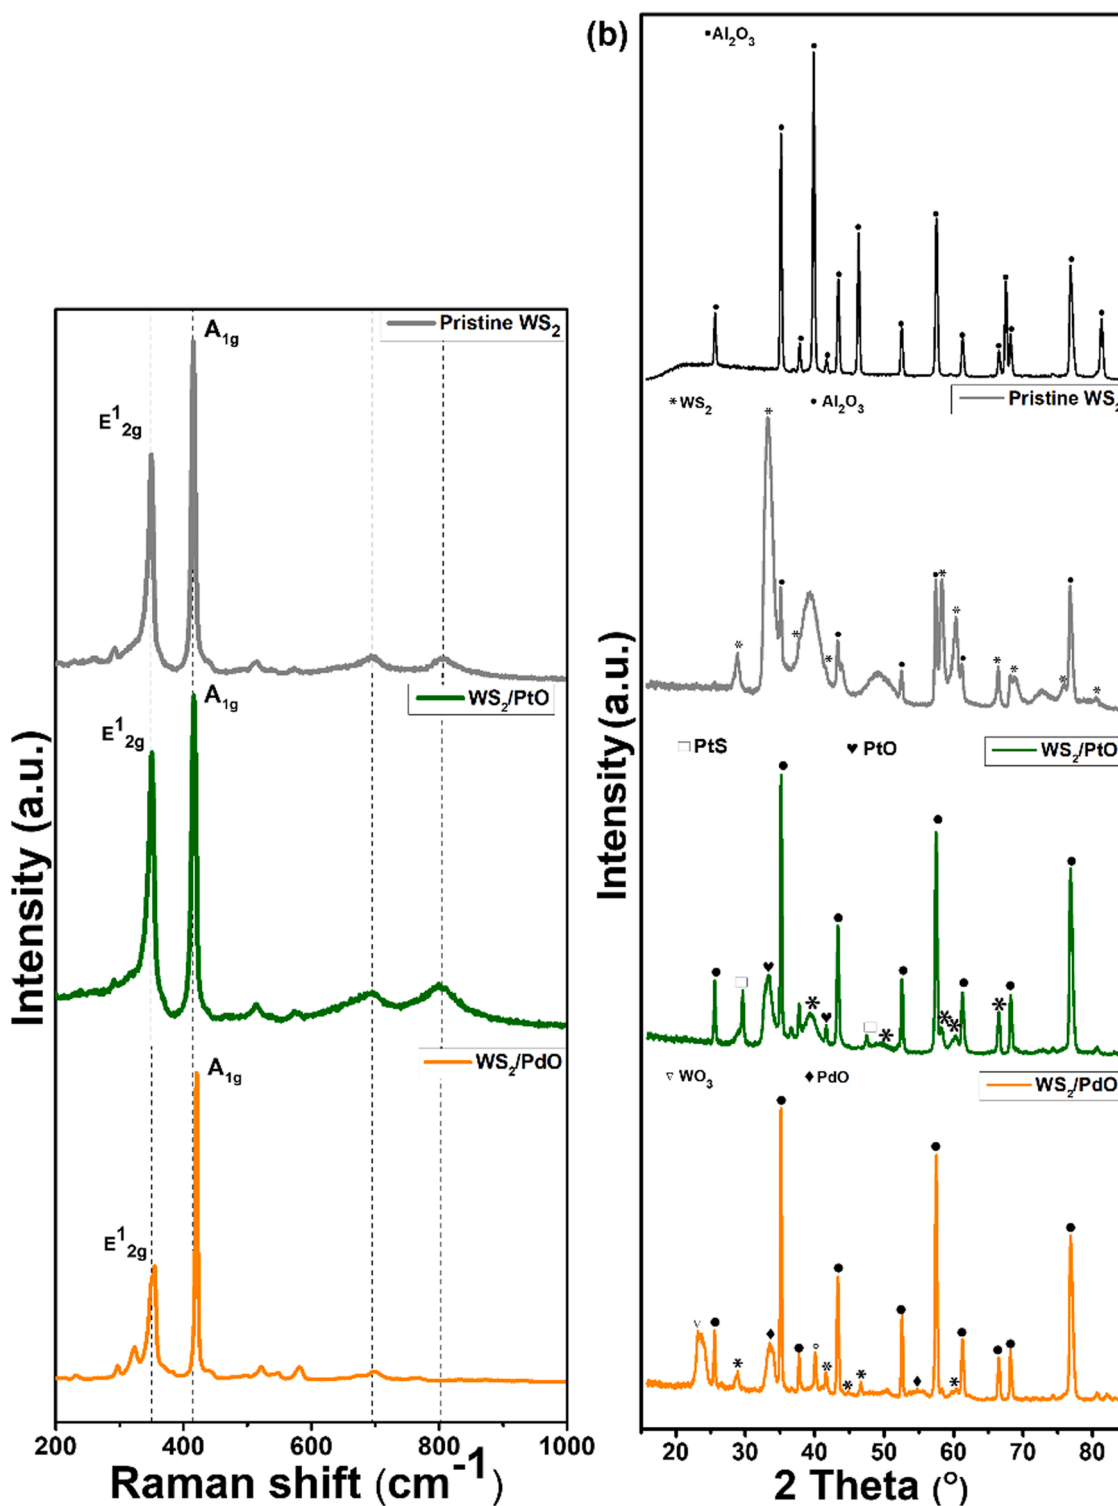 Pristine WS2
A1g
E12g
WS2/PtO
A1g
E12g
WS2/PdO
A1g
E12g
Intensity (a.u.)
200 400 600 800 1000
Raman shift (cm-1)
(b)
•Al2O3
Pristine WS2
*WS2 • Al2O3
WS2/PtO
□ PtS ♥ PtO
WS2/PdO
▿ WO3 ♦ PdO
Intensity (a.u.)
20 30 40 50 60 70 80
2 Theta (°)